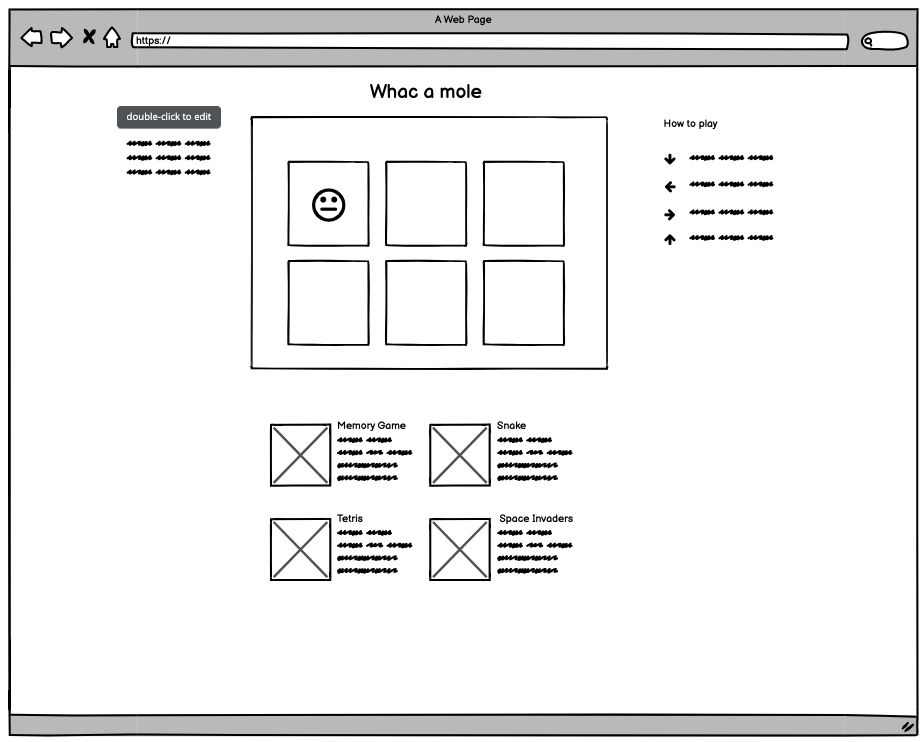 A Web Page
https://
Whac a mole
double-click to edit
How to play
Memory Game
Snake
Tetris
Space Invaders